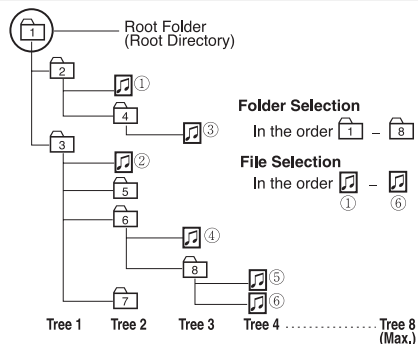 1 Root Folder
(Root Directory)
2
①
4 Folder Selection
③ In the order 1 – 8
3
② File Selection
5 In the order –
① ⑥
6
④
8
⑤
7 ⑥
Tree 1 Tree 2 Tree 3 Tree 4 .................. Tree 8
(Max.)